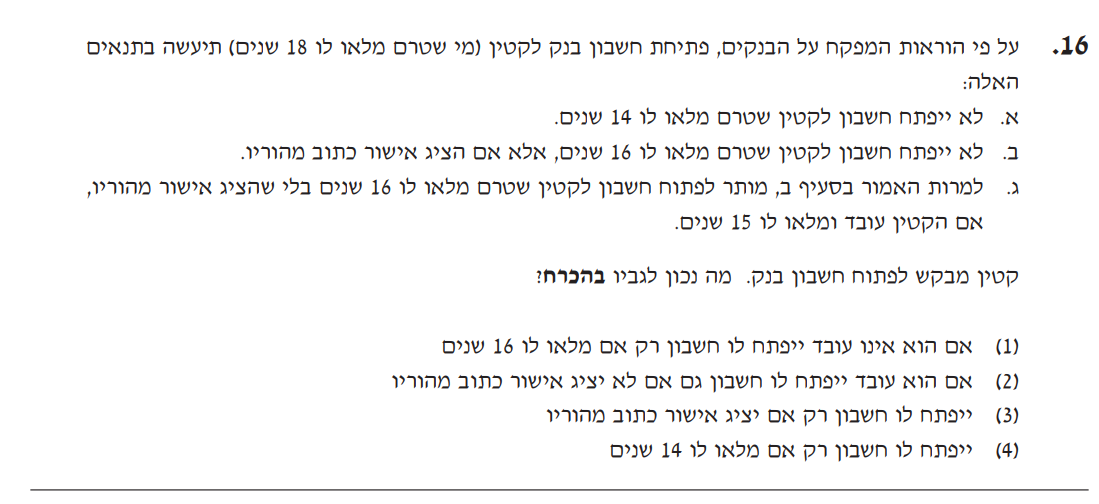 16. על פי הוראות המפקח על הבנקים, פתיחת חשבון בנק לקטין (מי שטרם מלאו לו 18 שנים) תיעשה בתנאים
האלה:
א. לא ייפתח חשבון לקטין שטרם מלאו לו 14 שנים.
ב. לא ייפתח חשבון לקטין שטרם מלאו לו 16 שנים, אלא אם הציג אישור כתוב מהוריו.
ג. למרות האמור בסעיף ב, מותר לפתוח חשבון לקטין שטרם מלאו לו 16 שנים בלי שהציג אישור מהוריו,
אם הקטין עובד ומלאו לו 15 שנים.
קטין מבקש לפתוח חשבון בנק. מה נכון לגביו בהכרח?
(1) אם הוא אינו עובד ייפתח לו חשבון רק אם מלאו לו 16 שנים
(2) אם הוא עובד ייפתח לו חשבון גם אם לא יציג אישור כתוב מהוריו
(3) ייפתח לו חשבון רק אם יציג אישור כתוב מהוריו
(4) ייפתח לו חשבון רק אם מלאו לו 14 שנים